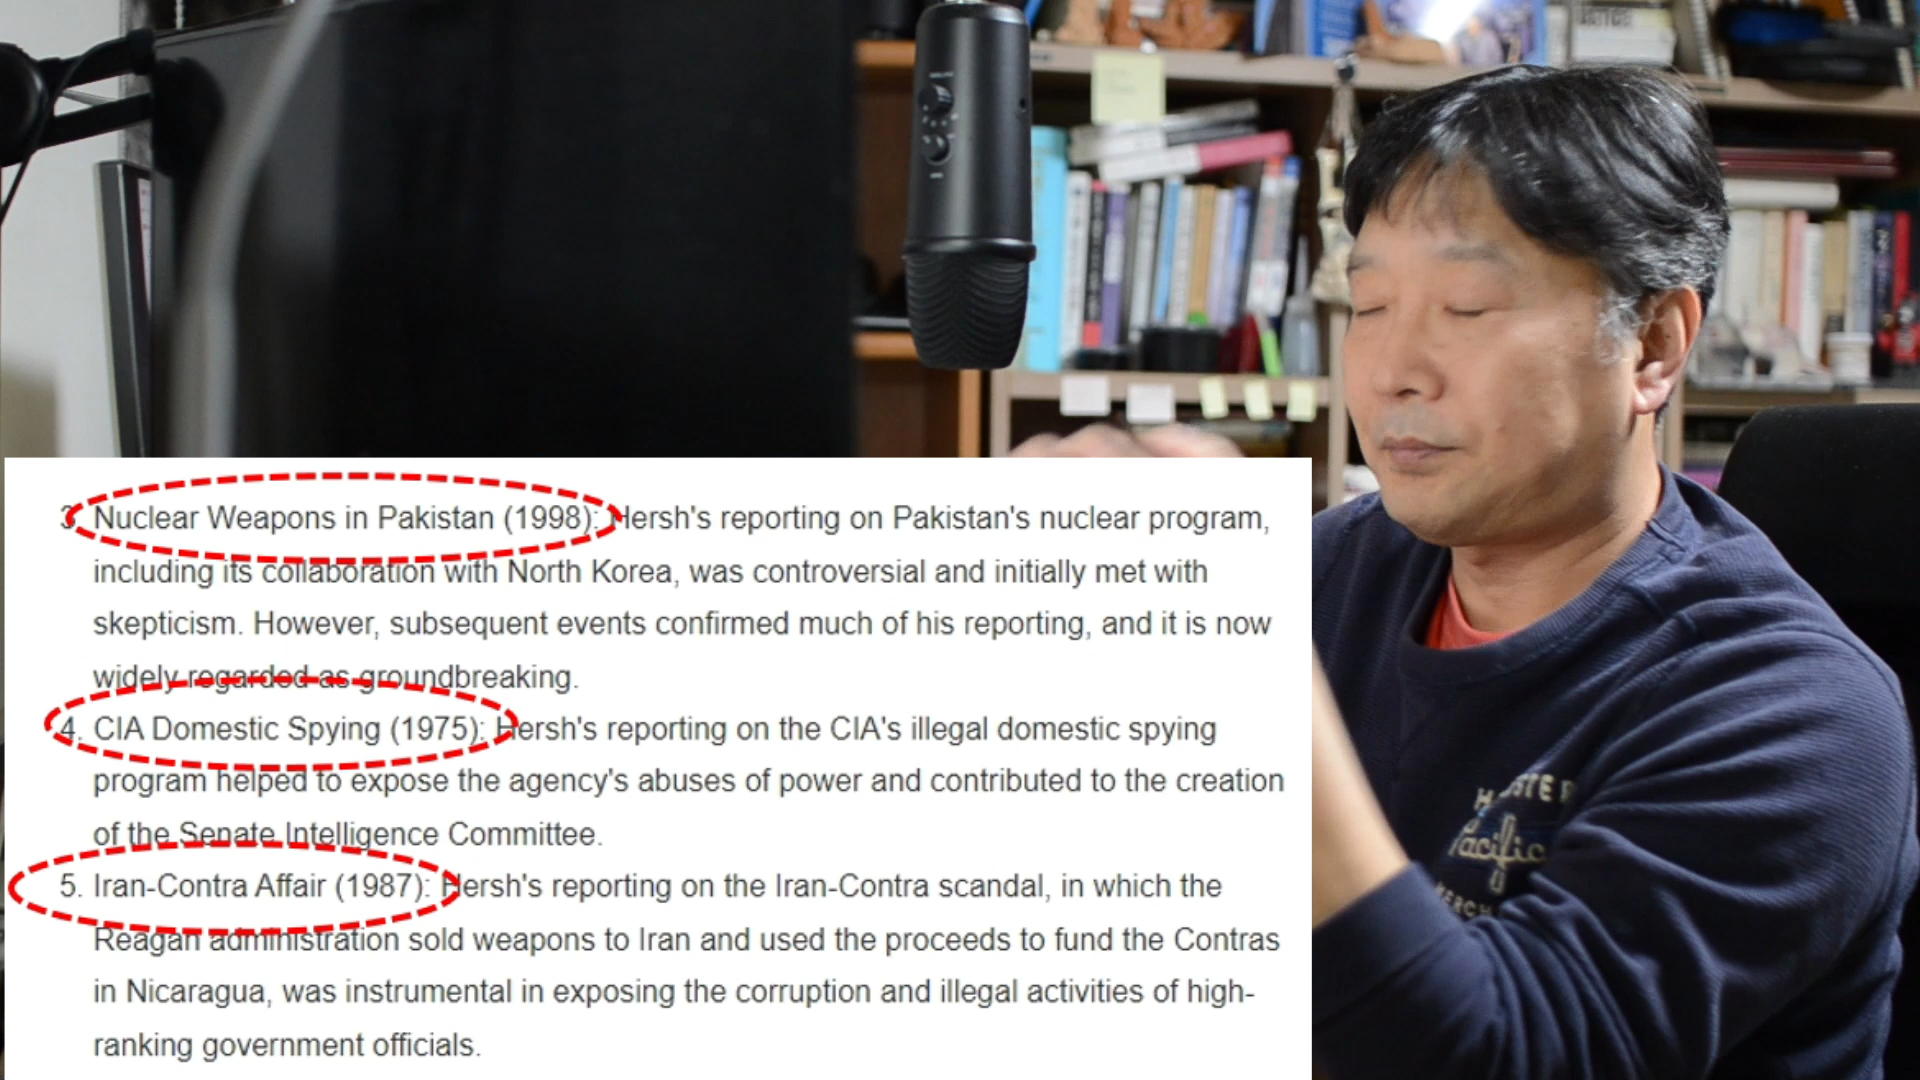 3. Nuclear Weapons in Pakistan (1998): Hersh's reporting on Pakistan's nuclear program,
including its collaboration with North Korea, was controversial and initially met with
skepticism. However, subsequent events confirmed much of his reporting, and it is now
widely regarded as groundbreaking.
4. CIA Domestic Spying (1975): Hersh's reporting on the CIA's illegal domestic spying
program helped to expose the agency's abuses of power and contributed to the creation
of the Senate Intelligence Committee.
5. Iran-Contra Affair (1987): Hersh's reporting on the Iran-Contra scandal, in which the
Reagan administration sold weapons to Iran and used the proceeds to fund the Contras
in Nicaragua, was instrumental in exposing the corruption and illegal activities of high-
ranking government officials.
Pacific